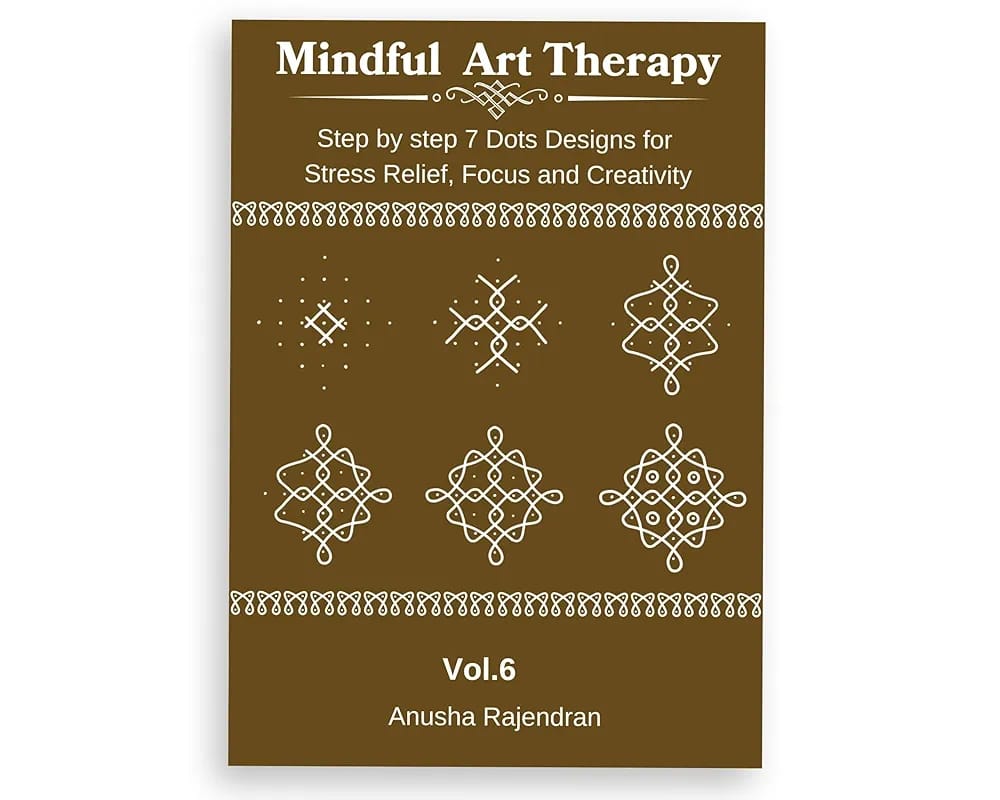 Mindful Art Therapy
Step by step 7 Dots Designs for
Stress Relief, Focus and Creativity
Vol.6
Anusha Rajendran